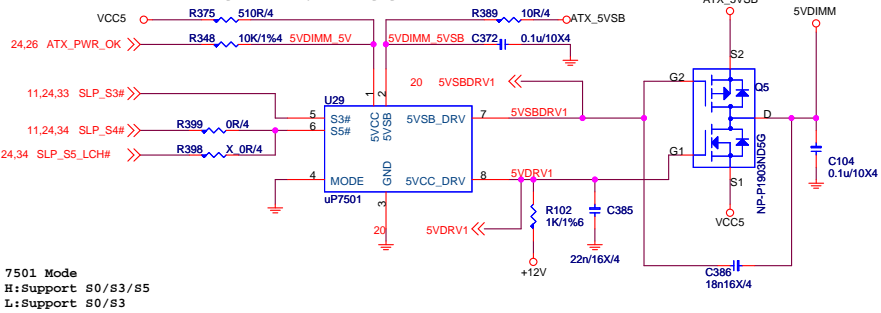 ATX_5VSB
VCC5 R375 510R/4 R389 10R/4 ATX_5VSB 5VDIMM
24,26 ATX_PWR_OK R348 10K/1%4 5VDIMM_5V 5VDIMM_5VSB C372 0.1u/10X4
S2
20 5VSBDRV1 G2 Q5
11,24,33 SLP_S3# U29 1 2
5 S3# 5VCC 5VSB 5VSB_DRV 7 5VSBDRV1 D
11,24,34 SLP_S4# R399 0R/4 6 S5#
24,34 SLP_S5_LCH# R398 X_0R/4 G1 C104
0.1u/10X4
4 MODE GND 5VCC_DRV 8 5VDRV1 S1 NP-P1903ND5G
uP7501 3 R102 C385
1K/1%6 VCC5
20 5VDRV1
22n/16X/4
+12V C386
18n16X/4
7501 Mode
H:Support S0/S3/S5
L:Support S0/S3